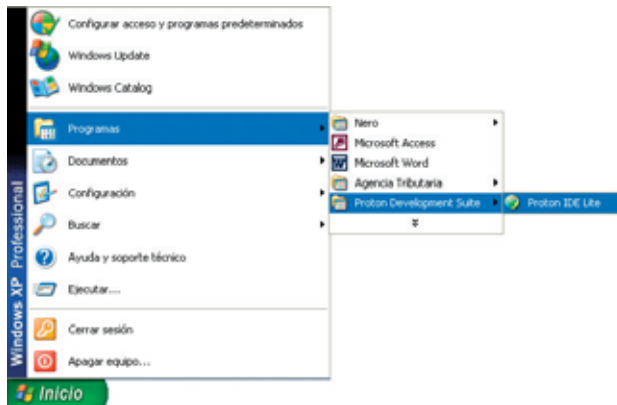 Configurar acceso y programas predeterminados
Windows Update
Windows Catalog
Programas
Documentos
Configuración
Buscar
Ayuda y soporte técnico
Ejecutar...
Cerrar sesión
Apagar equipo...
Windows XP Professional
Inicio
Nero
Microsoft Access
Microsoft Word
Agencia Tributaria
Proton Development Suite
Proton IDE Lite